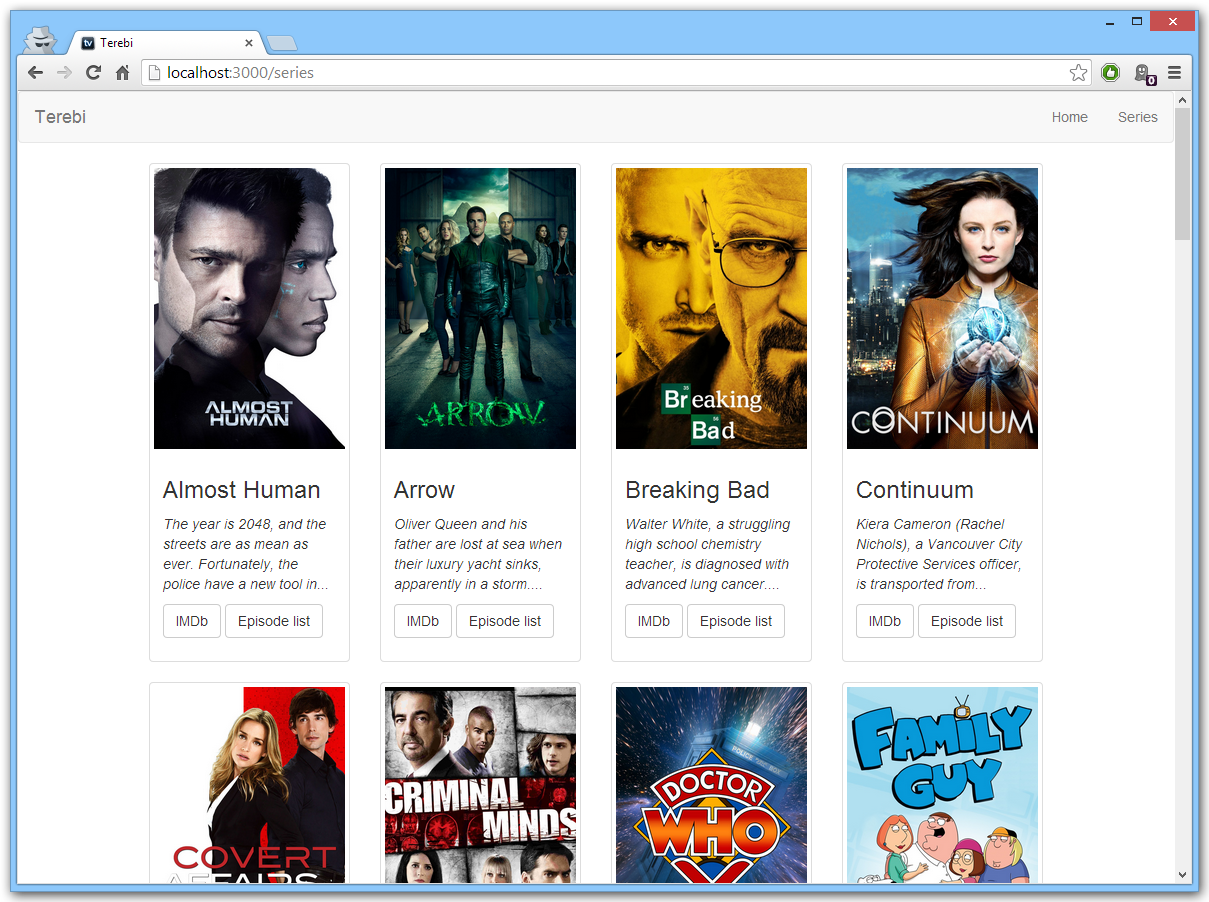 Terebi
localhost:3000/series
0
Terebi
Home
Series
ALMOST
HUMAN
ARROW
35
Breaking
56
Bad
CONTINUUM
Almost Human
The year is 2048, and the
streets are as mean as
ever. Fortunately, the
police have a new tool in...
IMDb
Episode list
Arrow
Oliver Queen and his
father are lost at sea when
their luxury yacht sinks,
apparently in a storm....
IMDb
Episode list
Breaking Bad
Walter White, a struggling
high school chemistry
teacher, is diagnosed with
advanced lung cancer....
IMDb
Episode list
Continuum
Kiera Cameron (Rachel
Nichols), a Vancouver City
Protective Services officer,
is transported from...
IMDb
Episode list
COVERT
AFFAIRS
CRIMINAL
MINDS
POLICE
DOCTOR
WHO
FAMILY
GUY